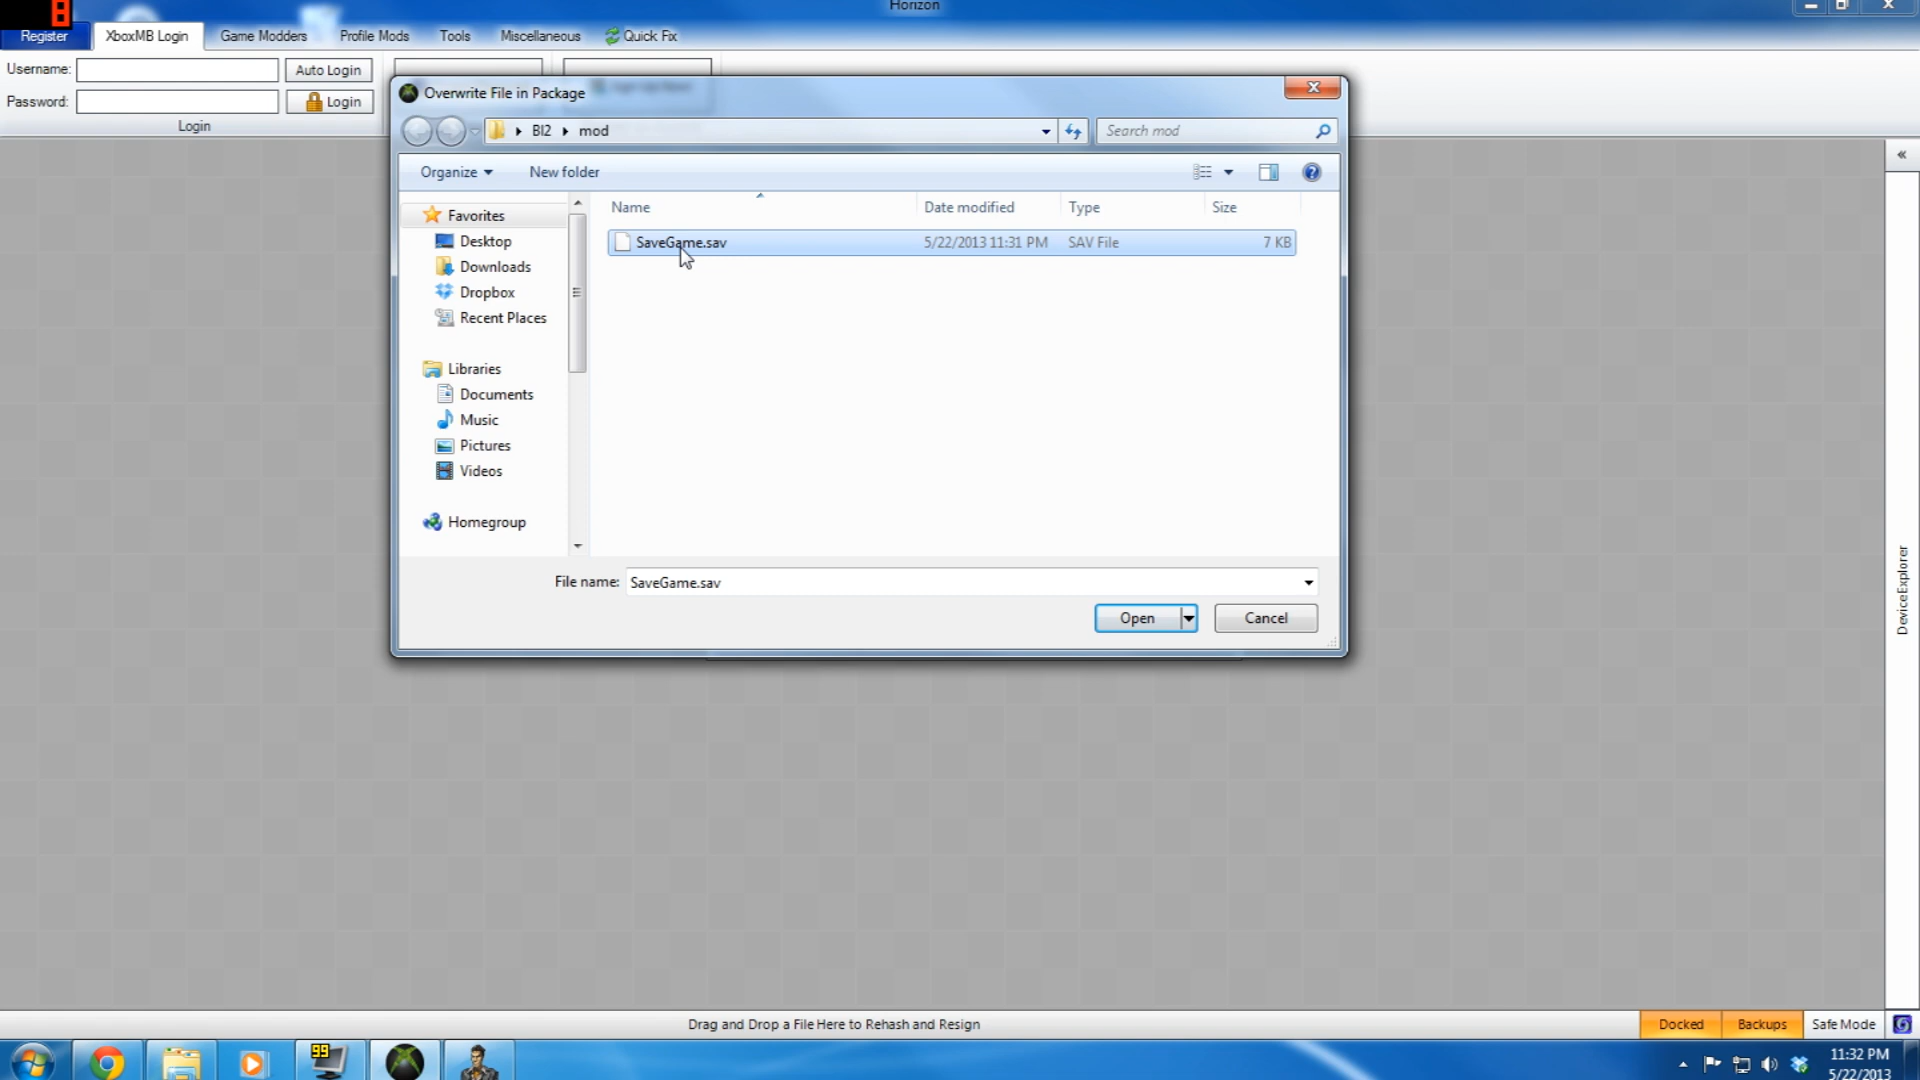 Horizon
8
Register XboxMB Login Game Modders Profile Mods Tools Miscellaneous Quick Fix
Username: Auto Login
Password: Login
Login
Overwrite File in Package
Bl2 mod Search mod
Organize New folder
Name Date modified Type Size
SaveGame.sav 5/22/2013 11:31 PM SAV File 7 KB
Favorites
Desktop
Downloads
Dropbox
Recent Places
Libraries
Documents
Music
Pictures
Videos
Homegroup
File name: SaveGame.sav
Open Cancel
«
DeviceExplorer
Drag and Drop a File Here to Rehash and Resign Docked Backups Safe Mode
99
11:32 PM
5/22/2013